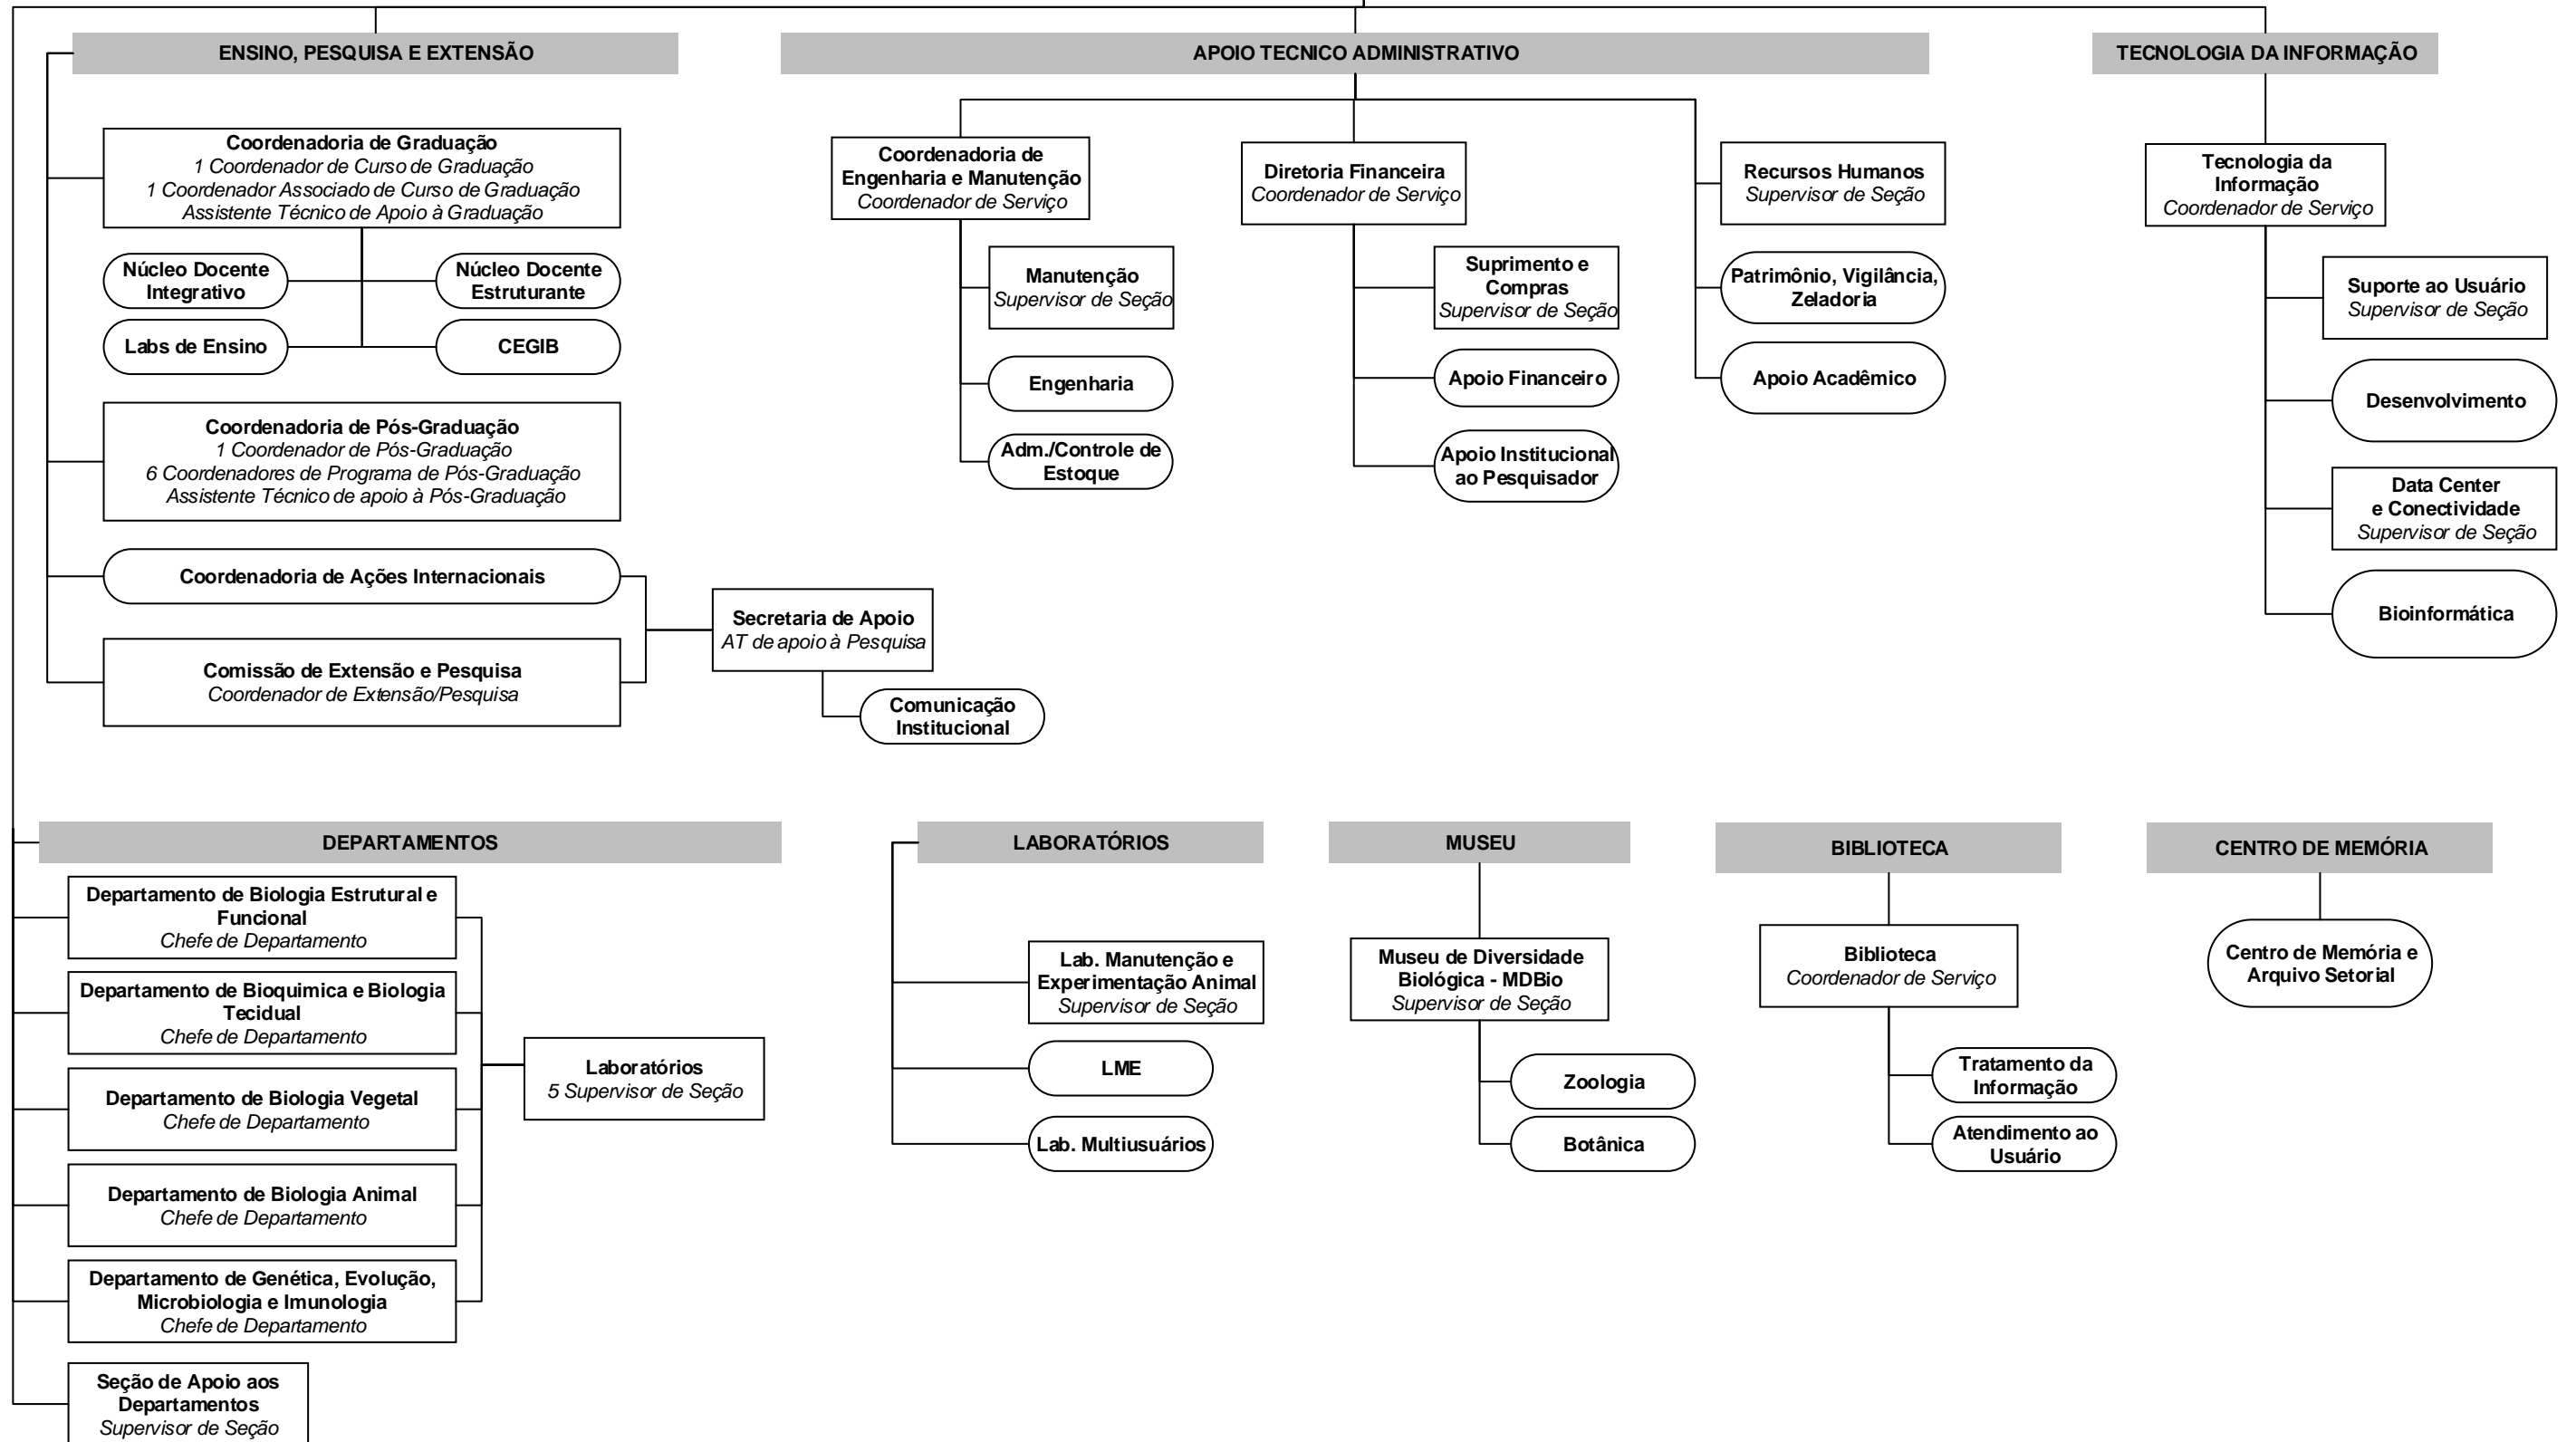 ENSINO, PESQUISA E EXTENSÃO
Coordenadoria de Graduação
1 Coordenador de Curso de Graduação
1 Coordenador Associado de Curso de Graduação
Assistente Técnico de Apoio à Graduação
Núcleo Docente
Integrativo
Núcleo Docente
Estruturante
Labs de Ensino
CEGIB
Coordenadoria de Pós-Graduação
1 Coordenador de Pós-Graduação
6 Coordenadores de Programa de Pós-Graduação
Assistente Técnico de apoio à Pós-Graduação
Coordenadoria de Ações Internacionais
Comissão de Extensão e Pesquisa
Coordenador de Extensão/Pesquisa
Secretaria de Apoio
AT de apoio à Pesquisa
Comunicação
Institucional
APOIO TECNICO ADMINISTRATIVO
Coordenadoria de
Engenharia e Manutenção
Coordenador de Serviço
Manutenção
Supervisor de Seção
Engenharia
Adm./Controle de
Estoque
Diretoria Financeira
Coordenador de Serviço
Suprimento e
Compras
Supervisor de Seção
Apoio Financeiro
Apoio Institucional
ao Pesquisador
Recursos Humanos
Supervisor de Seção
Patrimônio, Vigilância,
Zeladoria
Apoio Acadêmico
TECNOLOGIA DA INFORMAÇÃO
Tecnologia da
Informação
Coordenador de Serviço
Suporte ao Usuário
Supervisor de Seção
Desenvolvimento
Data Center
e Conectividade
Supervisor de Seção
Bioinformática
DEPARTAMENTOS
Departamento de Biologia Estrutural e
Funcional
Chefe de Departamento
Departamento de Bioquimica e Biologia
Tecidual
Chefe de Departamento
Departamento de Biologia Vegetal
Chefe de Departamento
Departamento de Biologia Animal
Chefe de Departamento
Departamento de Genética, Evolução,
Microbiologia e Imunologia
Chefe de Departamento
Seção de Apoio aos
Departamentos
Supervisor de Seção
Laboratórios
5 Supervisor de Seção
LABORATÓRIOS
Lab. Manutenção e
Experimentação Animal
Supervisor de Seção
LME
Lab. Multiusuários
MUSEU
Museu de Diversidade
Biológica - MDBio
Supervisor de Seção
Zoologia
Botânica
BIBLIOTECA
Biblioteca
Coordenador de Serviço
Tratamento da
Informação
Atendimento ao
Usuário
CENTRO DE MEMÓRIA
Centro de Memória e
Arquivo Setorial